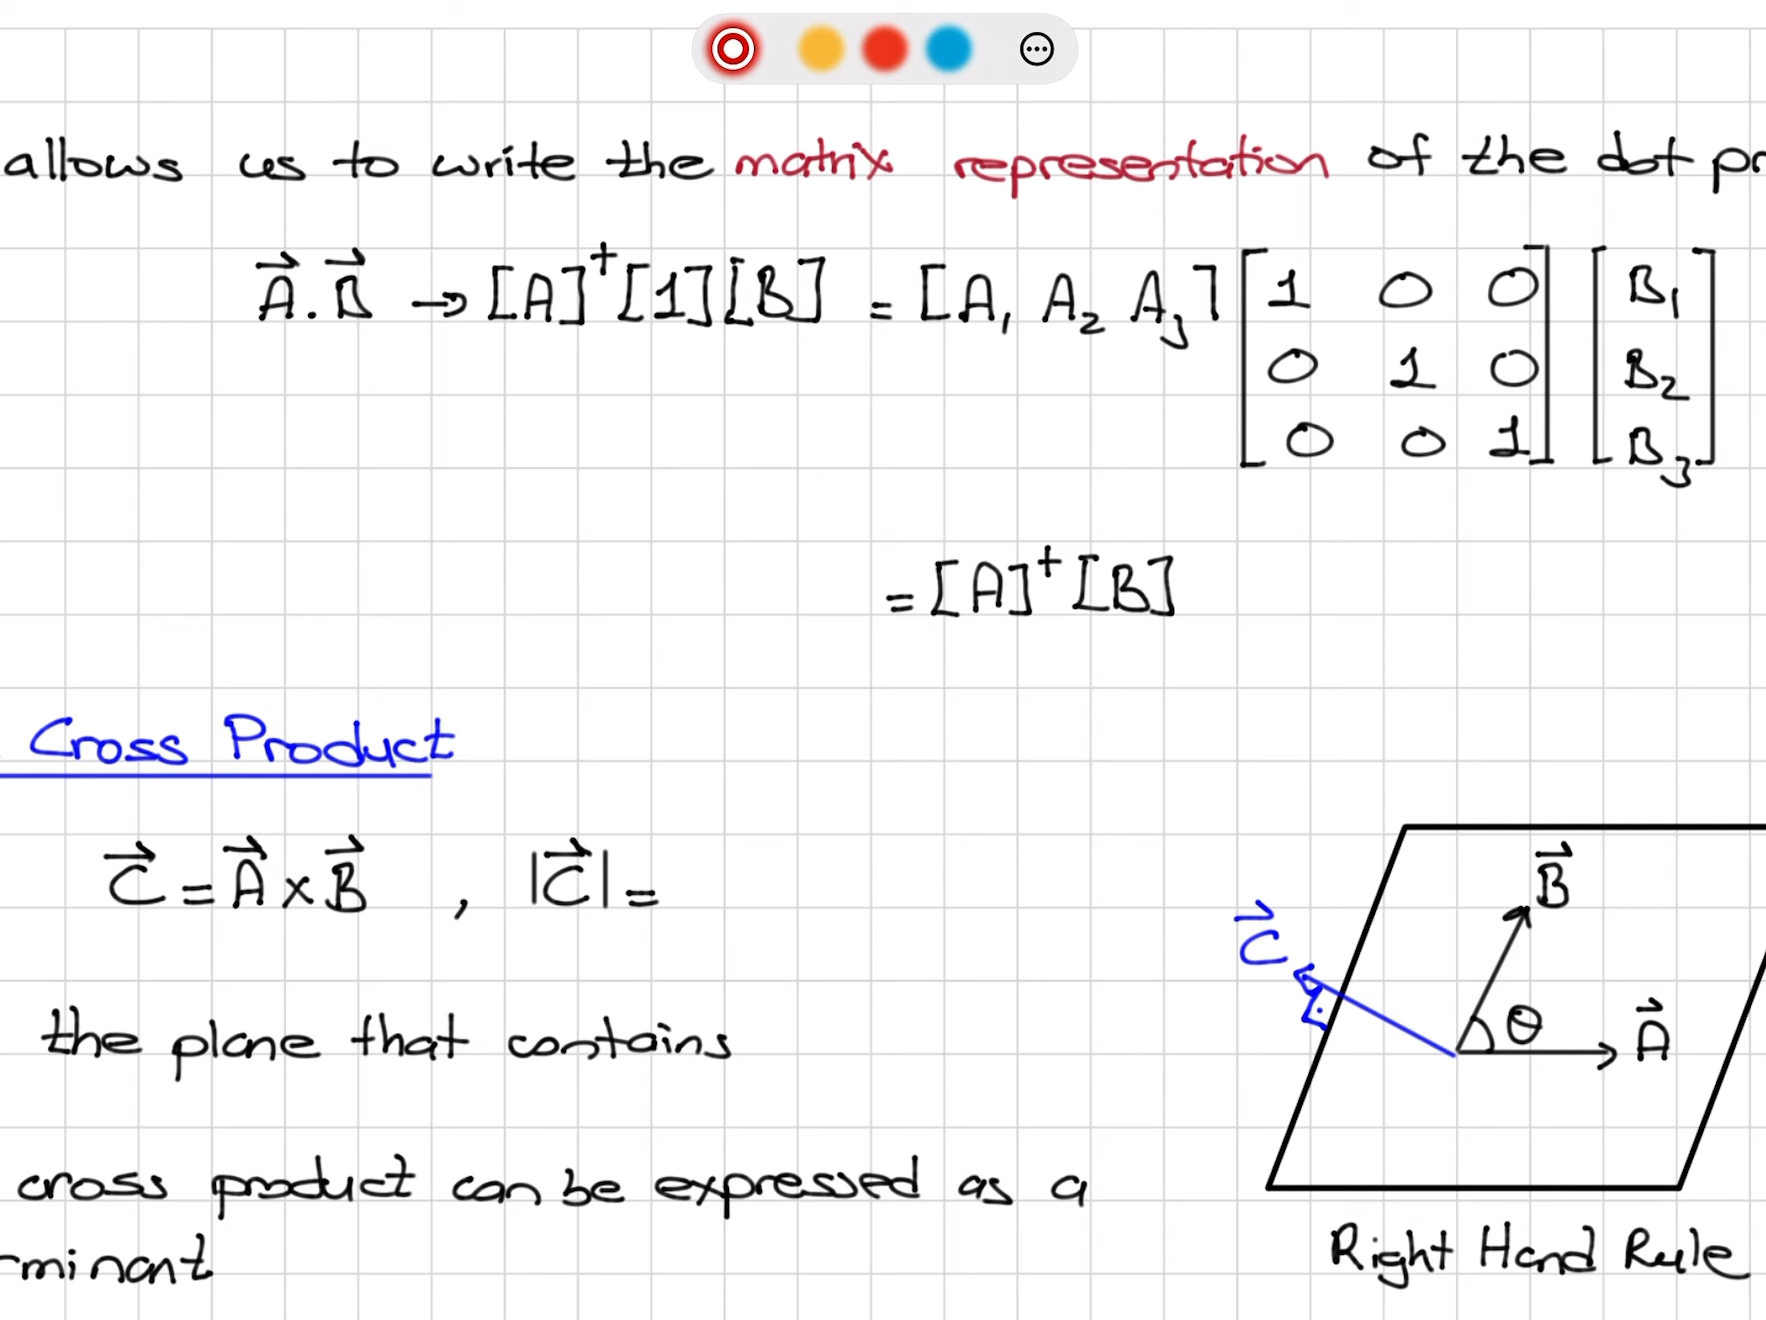 allows us to write the matrix representation of the dot pr
A⃗ . B⃗ → [A]⁺ [1] [B] = [A₁ A₂ A₃] [1 0 0] [B₁]
[0 1 0] [B₂]
[0 0 1] [B₃]
= [A]⁺ [B]
Cross Product
C⃗ = A⃗ x B⃗ , |C⃗| =
B⃗
C⃗
θ A⃗
the plane that contains
cross product can be expressed as a
rminant
Right Hand Rule